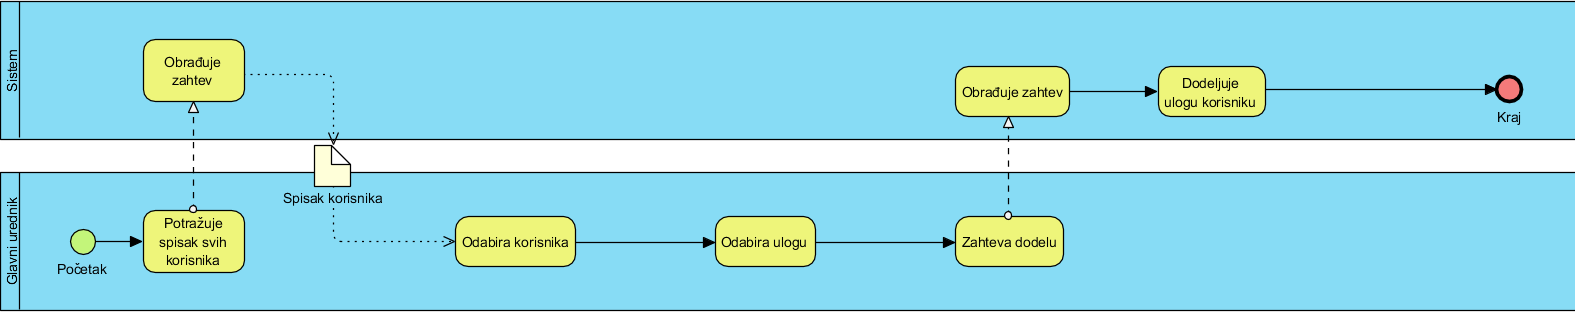 Sistem
Obrađuje
zahtev
Obrađuje zahtev
Dodeljuje
ulogu korisniku
Kraj
Spisak korisnika
Glavni urednik
Početak
Potražuje
spisak svih
korisnika
Odabira korisnika
Odabira ulogu
Zahteva dodelu